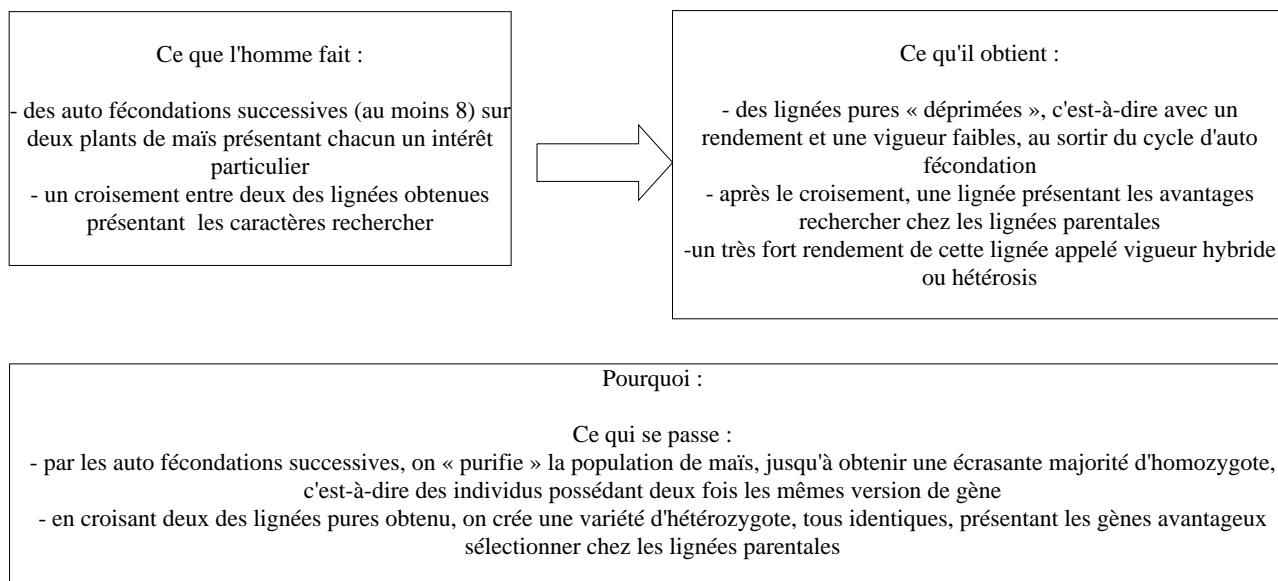 Ce que l'homme fait :
- des auto fécondations successives (au moins 8) sur
deux plants de maïs présentant chacun un intérêt
particulier
- un croisement entre deux des lignées obtenues
présentant  les caractères rechercher
Ce qu'il obtient :
- des lignées pures « déprimées », c'est-à-dire avec un
rendement et une vigueur faibles, au sortir du cycle d'auto
fécondation
- après le croisement, une lignée présentant les avantages
rechercher chez les lignées parentales
-un très fort rendement de cette lignée appelé vigueur hybride
ou hétérosis
Pourquoi :
Ce qui se passe :
- par les auto fécondations successives, on « purifie » la population de maïs, jusqu'à obtenir une écrasante majorité d'homozygote,
c'est-à-dire des individus possédant deux fois les mêmes version de gène
- en croisant deux des lignées pures obtenu, on crée une variété d'hétérozygote, tous identiques, présentant les gènes avantageux
sélectionner chez les lignées parentales